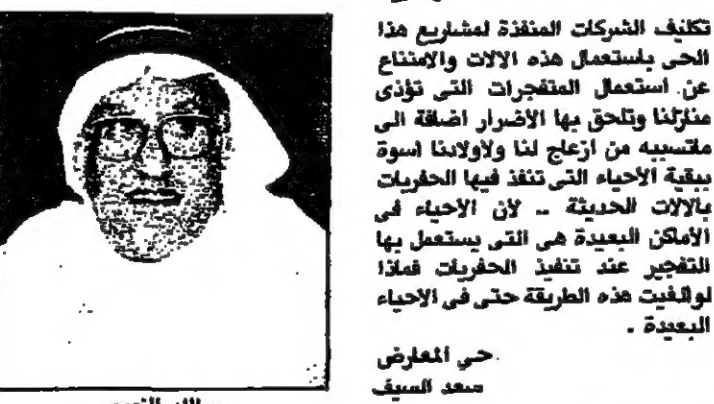 تكليف الشركات المنفذة لمشاريع هذا
الحى باستعمال هذه الالات والامتناع
عن استعمال المتفجرات التى تؤذى
منازلنا وتلحق بها الأضرار اضافة الى
ماتسببه من ازعاج لنا ولاولادنا اسوة
ببقية الأحياء التى تنفذ فيها الحفريات
بالالات الحديثة .. لأن الاحياء فى
الأماكن البعيدة هى التى يستعمل بها
التفجير عند تنفيذ الحفريات فماذا
لو الغيت هذه الطريقة حتى فى الاحياء
البعيدة .
حي المعارض
سعد السيف